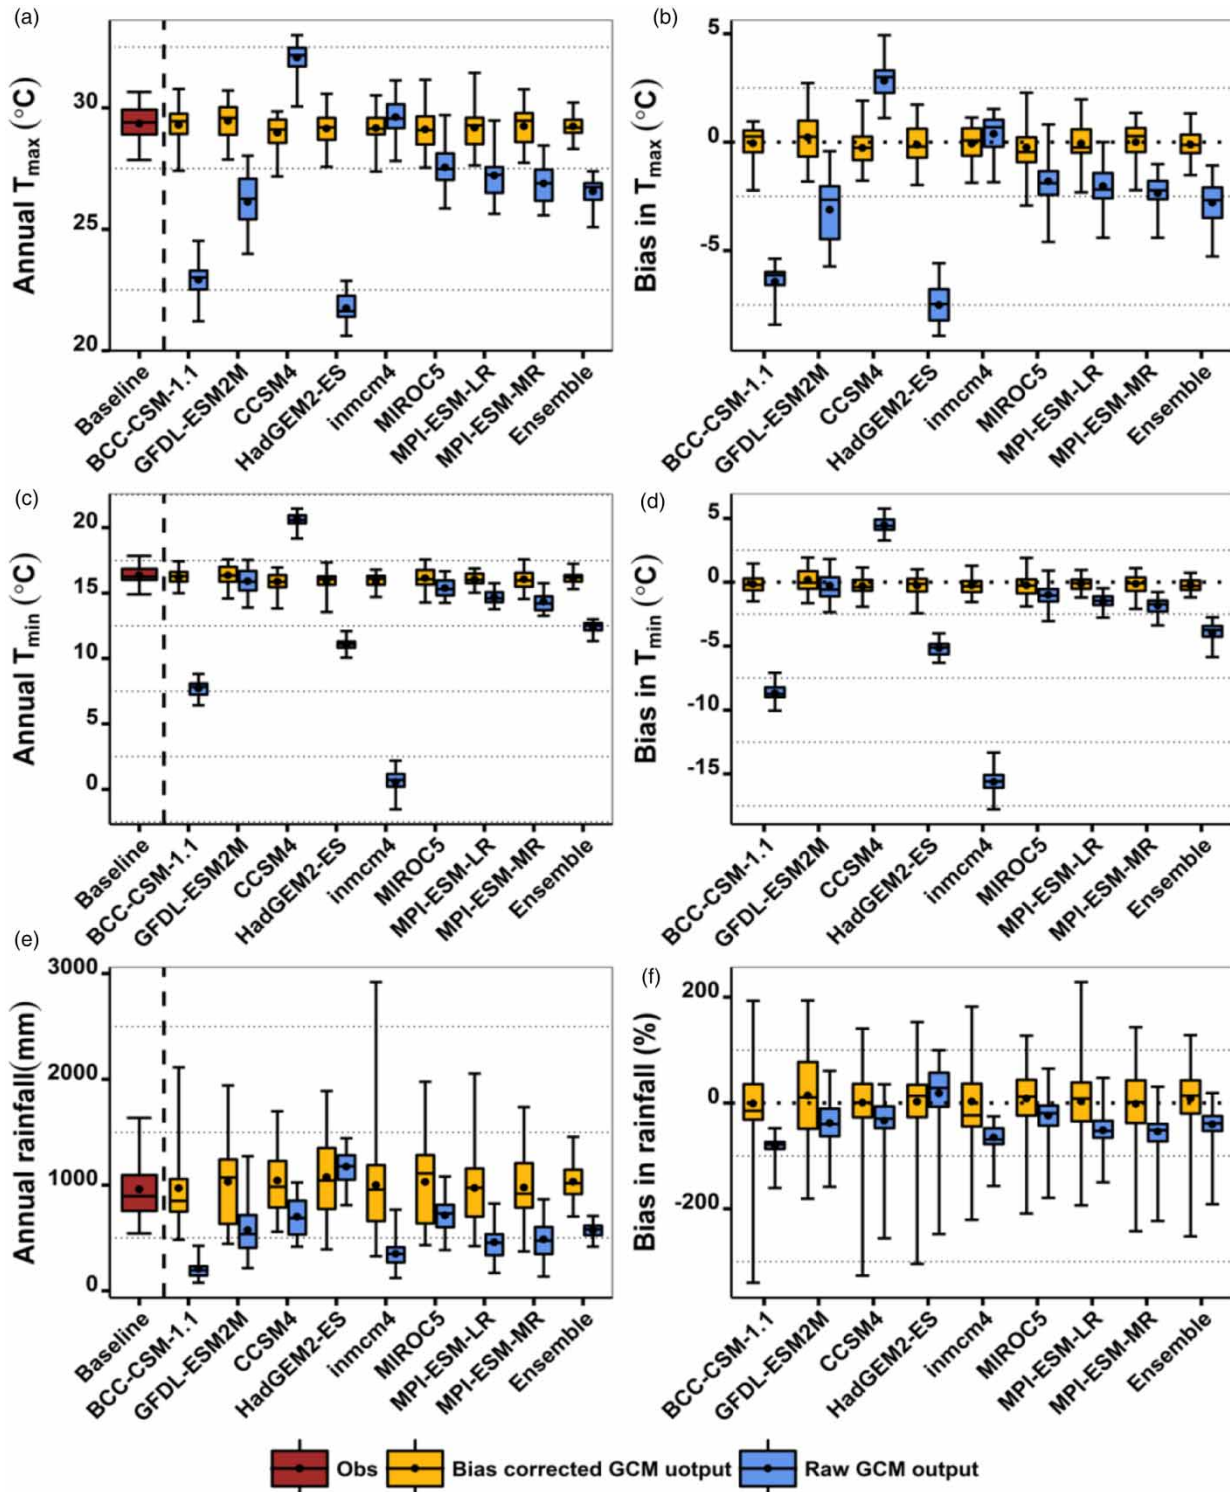 (a)
Annual Tmax (°C)
30
25
20
Baseline
BCC-CSM-1.1
GFDL-ESM2M
CCSM4
HadGEM2-ES
inmcm4
MIROC5
MPI-ESM-LR
MPI-ESM-MR
Ensemble
(b)
Bias in Tmax (°C)
5
0
-5
BCC-CSM-1.1
GFDL-ESM2M
CCSM4
HadGEM2-ES
inmcm4
MIROC5
MPI-ESM-LR
MPI-ESM-MR
Ensemble
(c)
Annual Tmin (°C)
20
15
10
5
0
Baseline
BCC-CSM-1.1
GFDL-ESM2M
CCSM4
HadGEM2-ES
inmcm4
MIROC5
MPI-ESM-LR
MPI-ESM-MR
Ensemble
(d)
Bias in Tmin (°C)
5
0
-5
-10
-15
BCC-CSM-1.1
GFDL-ESM2M
CCSM4
HadGEM2-ES
inmcm4
MIROC5
MPI-ESM-LR
MPI-ESM-MR
Ensemble
(e)
Annual rainfall(mm)
3000
2000
1000
0
Baseline
BCC-CSM-1.1
GFDL-ESM2M
CCSM4
HadGEM2-ES
inmcm4
MIROC5
MPI-ESM-LR
MPI-ESM-MR
Ensemble
(f)
Bias in rainfall (%)
200
0
-200
BCC-CSM-1.1
GFDL-ESM2M
CCSM4
HadGEM2-ES
inmcm4
MIROC5
MPI-ESM-LR
MPI-ESM-MR
Ensemble
Obs
Bias corrected GCM uotput
Raw GCM output